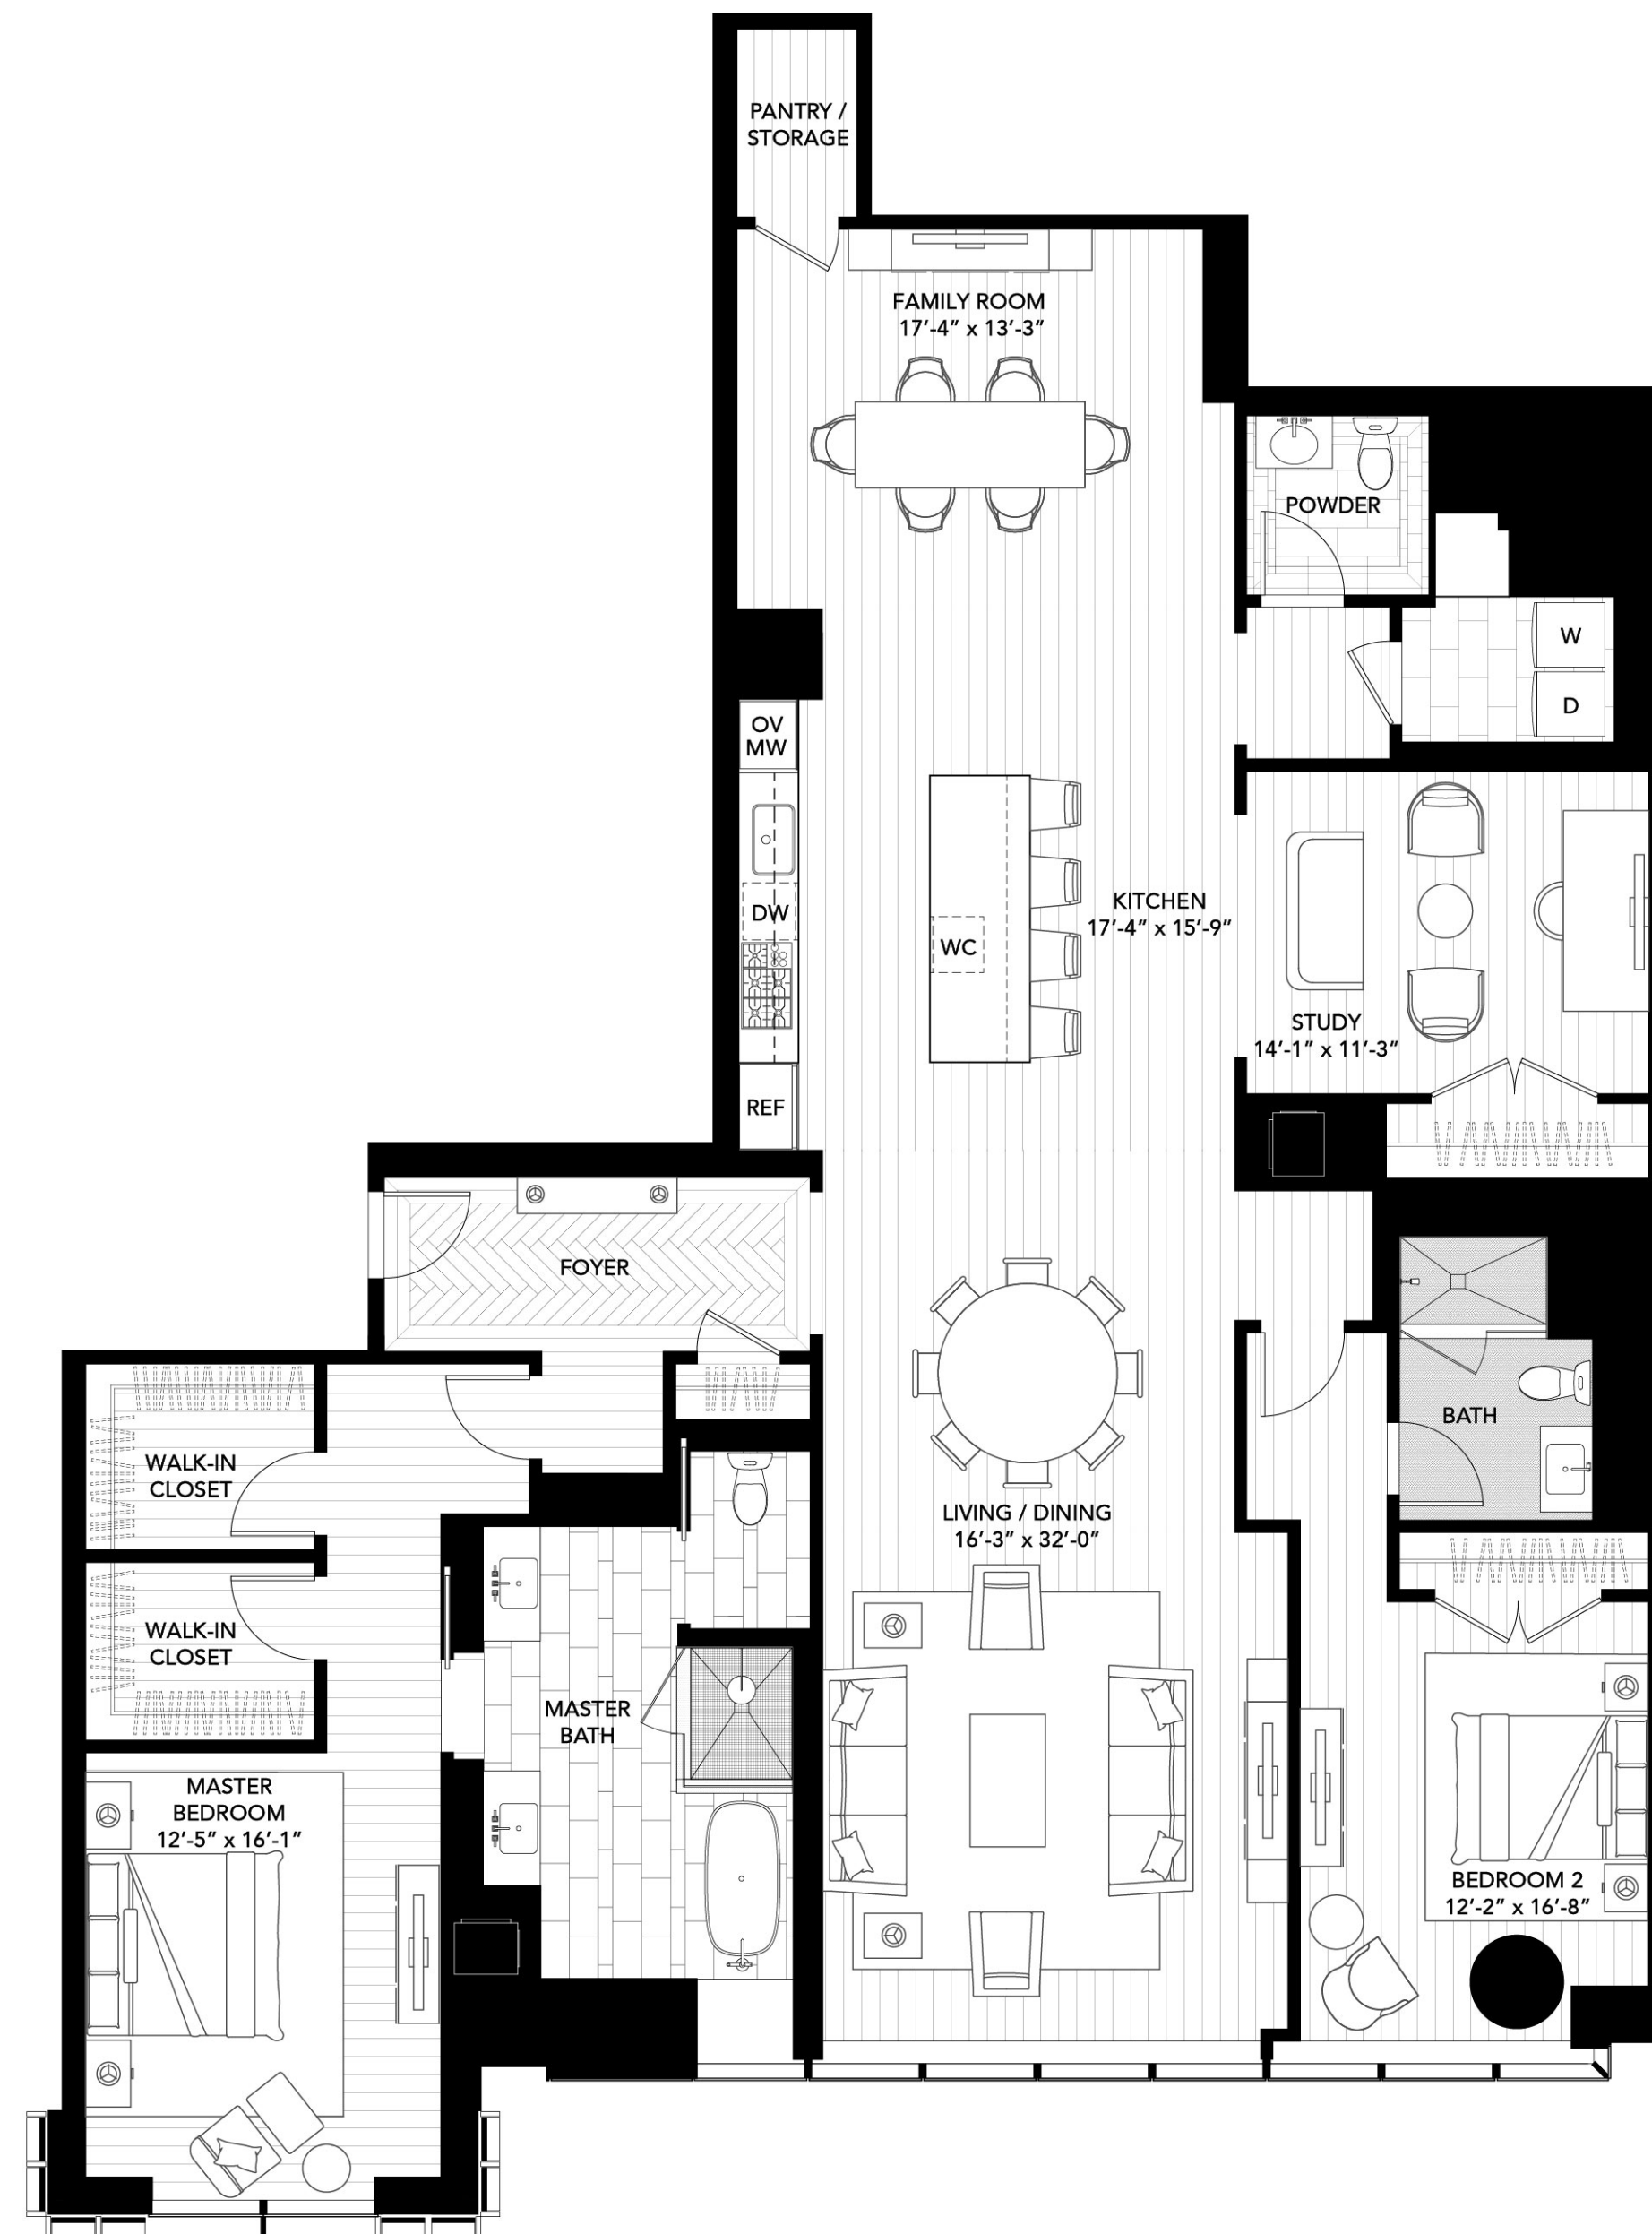 PANTRY /
STORAGE
FAMILY ROOM
17’-4” x 13’-3”
POWDER
W
D
OV
MW
DW
WC
KITCHEN
17’-4” x 15’-9”
STUDY
14’-1” x 11’-3”
REF
FOYER
BATH
WALK-IN
CLOSET
LIVING / DINING
16’-3” x 32’-0”
WALK-IN
CLOSET
MASTER
BATH
MASTER
BEDROOM
12’-5” x 16’-1”
BEDROOM 2
12’-2” x 16’-8”